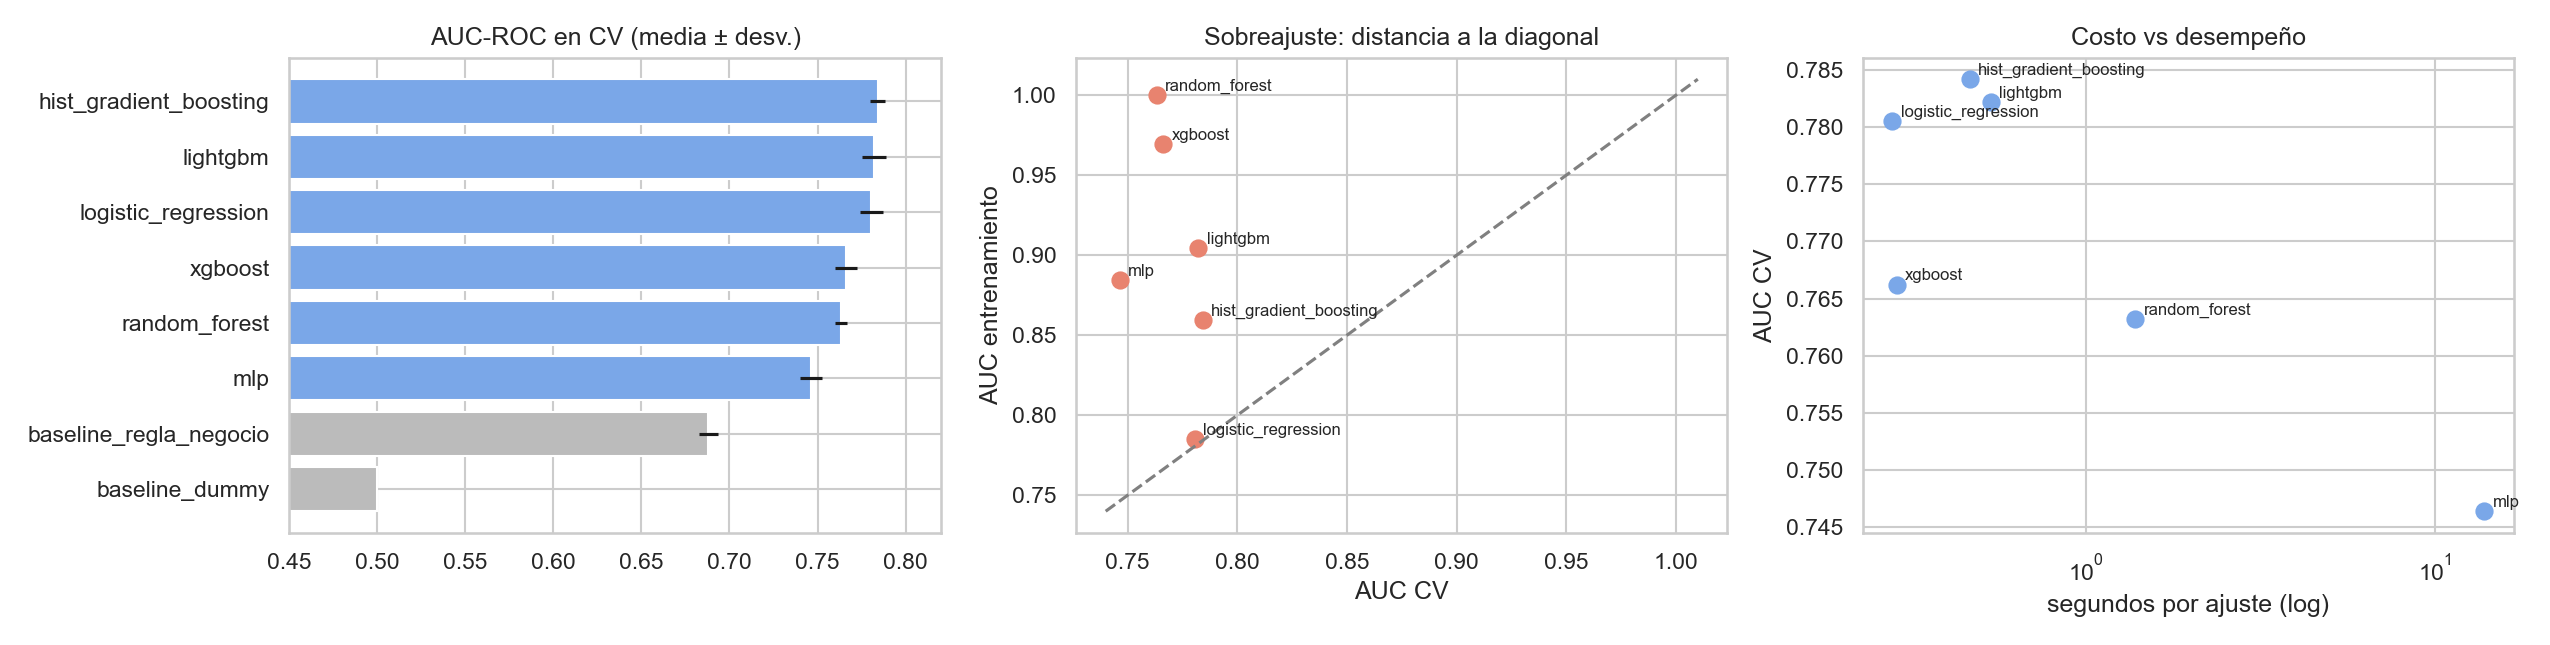 AUC-ROC en CV (media ± desv.)
hist_gradient_boosting
lightgbm
logistic_regression
xgboost
random_forest
mlp
baseline_regla_negocio
baseline_dummy
0.45 0.50 0.55 0.60 0.65 0.70 0.75 0.80
Sobreajuste: distancia a la diagonal
AUC entrenamiento
1.00
0.95
0.90
0.85
0.80
0.75
random_forest
xgboost
lightgbm
mlp
hist_gradient_boosting
logistic_regression
0.75 0.80 0.85 0.90 0.95 1.00
AUC CV
Costo vs desempeño
AUC CV
0.785
0.780
0.775
0.770
0.765
0.760
0.755
0.750
0.745
hist_gradient_boosting
lightgbm
logistic_regression
xgboost
random_forest
mlp
10⁰ 10¹
segundos por ajuste (log)